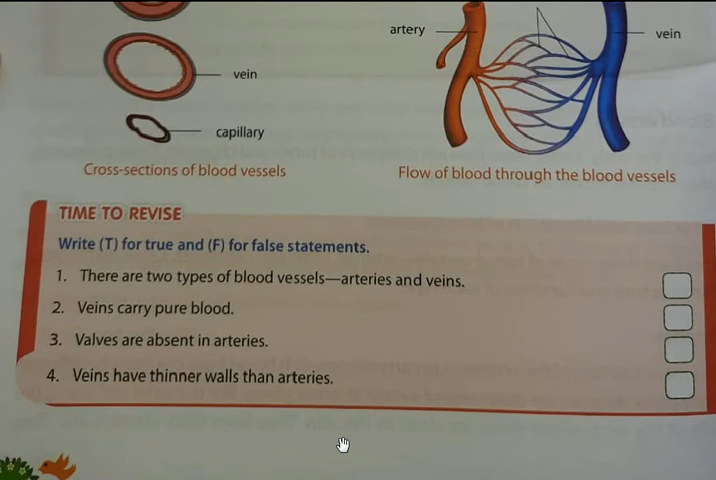 artery
vein
vein
capillary
Cross-sections of blood vessels
Flow of blood through the blood vessels
TIME TO REVISE
Write (T) for true and (F) for false statements.
1. There are two types of blood vessels—arteries and veins.
2. Veins carry pure blood.
3. Valves are absent in arteries.
4. Veins have thinner walls than arteries.